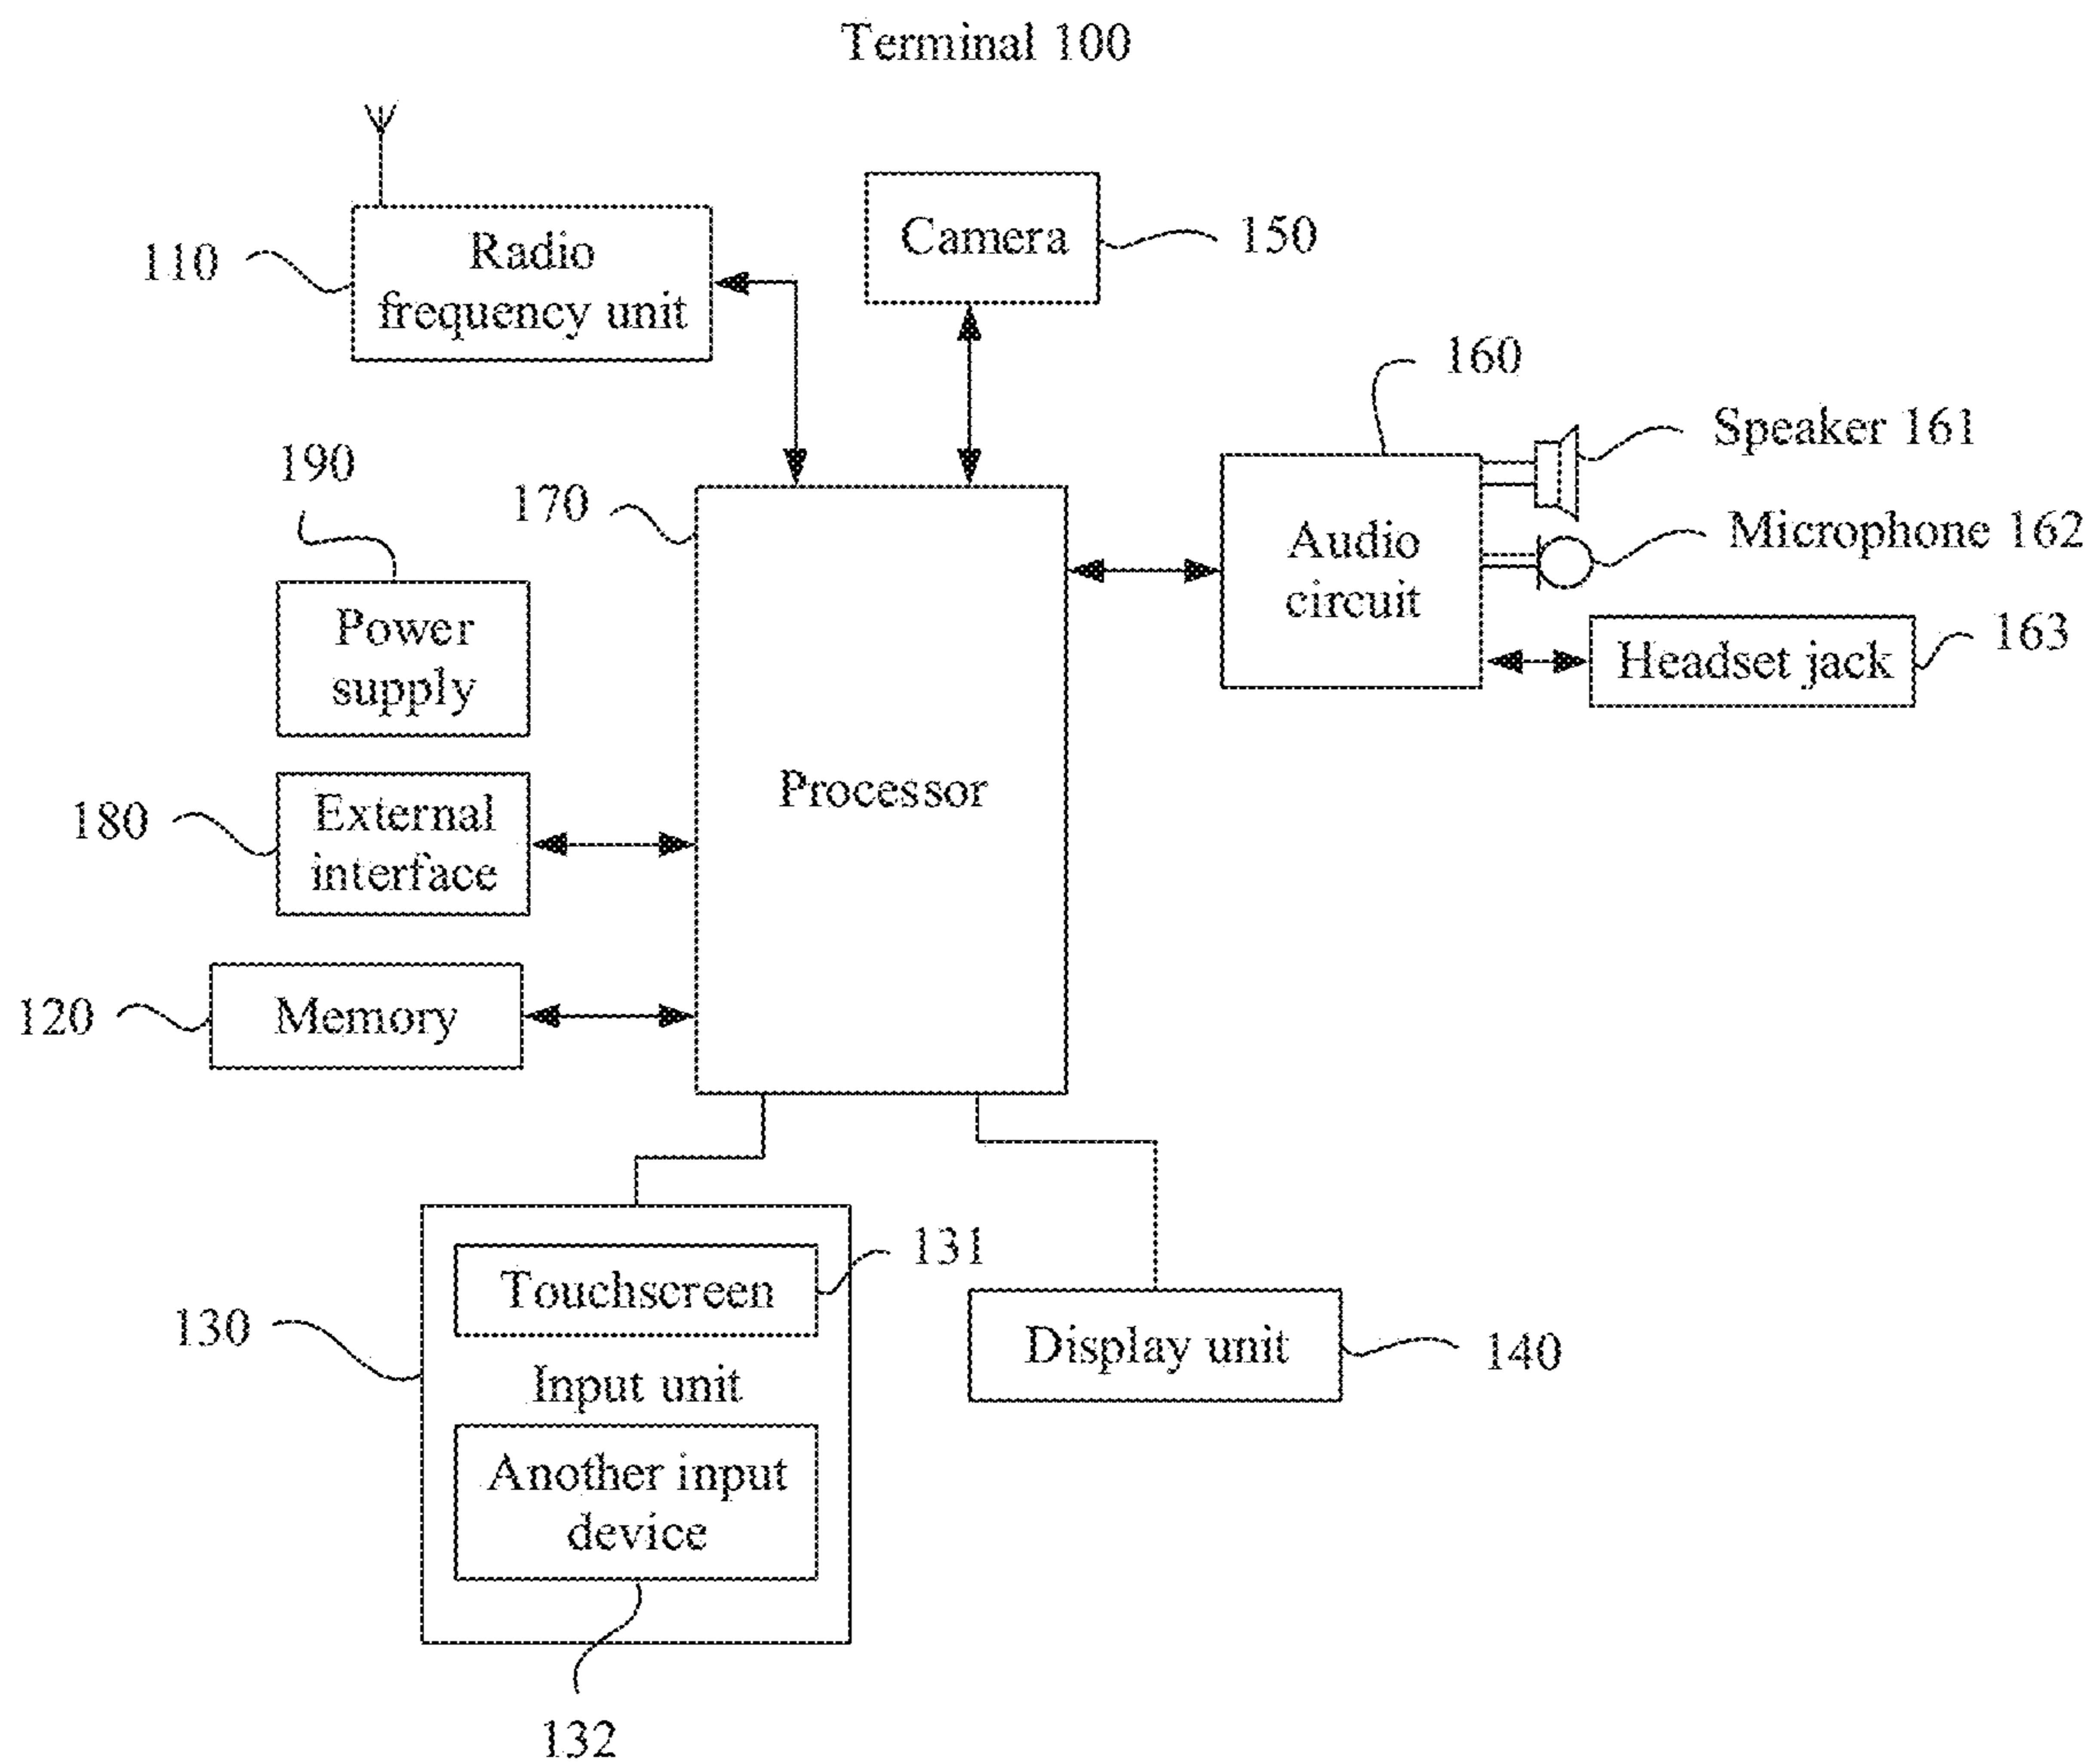 Terminal 100
110
Radio
frequency unit
Camera
150
160
Speaker 161
190
170
Audio
circuit
Microphone 162
Power
supply
Headset jack
163
Processor
180
External
interface
120
Memory
130
Touchscreen
131
Input unit
Another input
device
132
Display unit
140